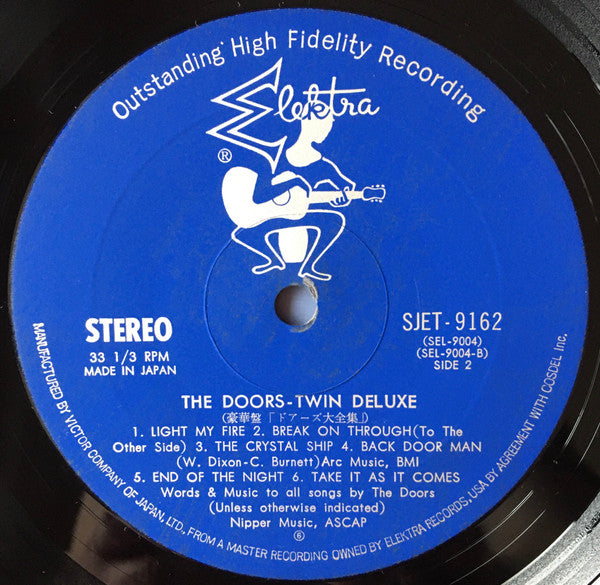 Outstanding High Fidelity Recording
Elektra
®
STEREO
33 1/3 RPM
MADE IN JAPAN
SJET-9162
(SEL-9004)
(SEL-9004-B)
SIDE 2
THE DOORS-TWIN DELUXE
(豪華盤「ドアーズ大全集」)
1. LIGHT MY FIRE 2. BREAK ON THROUGH(To The
Other Side) 3. THE CRYSTAL SHIP 4. BACK DOOR MAN
(W. Dixon-C. Burnett)Arc Music, BMI
5. END OF THE NIGHT 6. TAKE IT AS IT COMES
Words & Music to all songs by The Doors
(Unless otherwise indicated)
Nipper Music, ASCAP
MANUFACTURED BY VICTOR COMPANY OF JAPAN, LTD. FROM A MASTER RECORDING OWNED BY ELEKTRA RECORDS, USA BY AGREEMENT WITH COSDEL Inc.